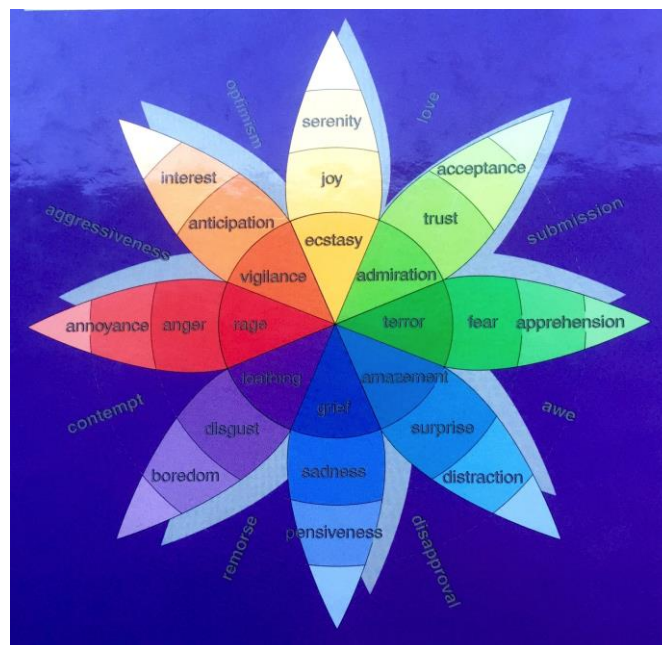 optimism
love
serenity
interest
acceptance
joy
anticipation
trust
aggressiveness
submission
ecstasy
vigilance
admiration
annoyance
anger
rage
terror
fear
apprehension
loathing
amazement
grief
contempt
awe
disgust
surprise
boredom
sadness
distraction
pensiveness
remorse
disapproval